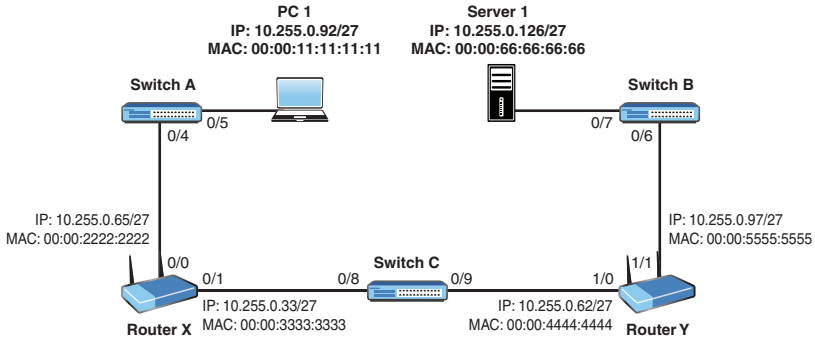 PC 1
IP: 10.255.0.92/27
MAC: 00:00:11:11:11:11
Server 1
IP: 10.255.0.126/27
MAC: 00:00:66:66:66:66
Switch A
Switch B
0/5
0/4
0/7
0/6
IP: 10.255.0.65/27
MAC: 00:00:2222:2222
IP: 10.255.0.97/27
MAC: 00:00:5555:5555
0/0
0/1
0/8
Switch C
0/9
1/0
1/1
IP: 10.255.0.33/27
MAC: 00:00:3333:3333
IP: 10.255.0.62/27
MAC: 00:00:4444:4444
Router X
Router Y